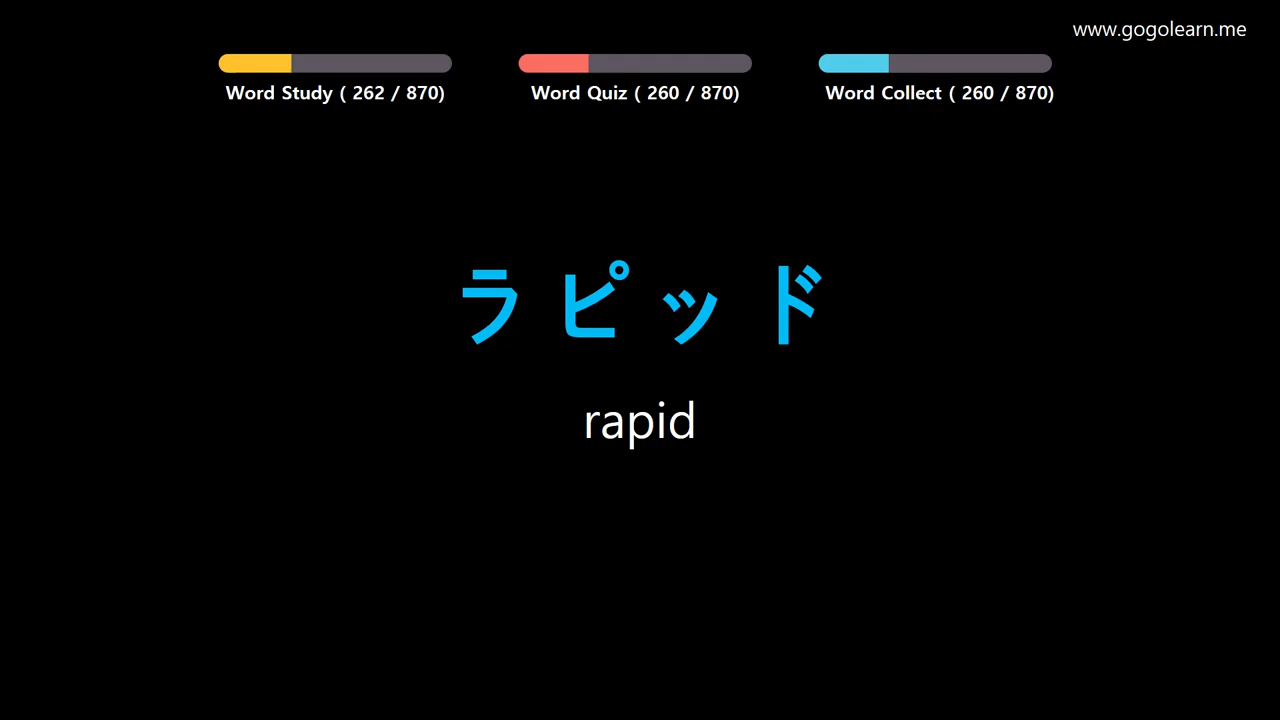 www.gogolearn.me
Word Study ( 262 / 870)
Word Quiz ( 260 / 870)
Word Collect ( 260 / 870)
ラピッド
rapid